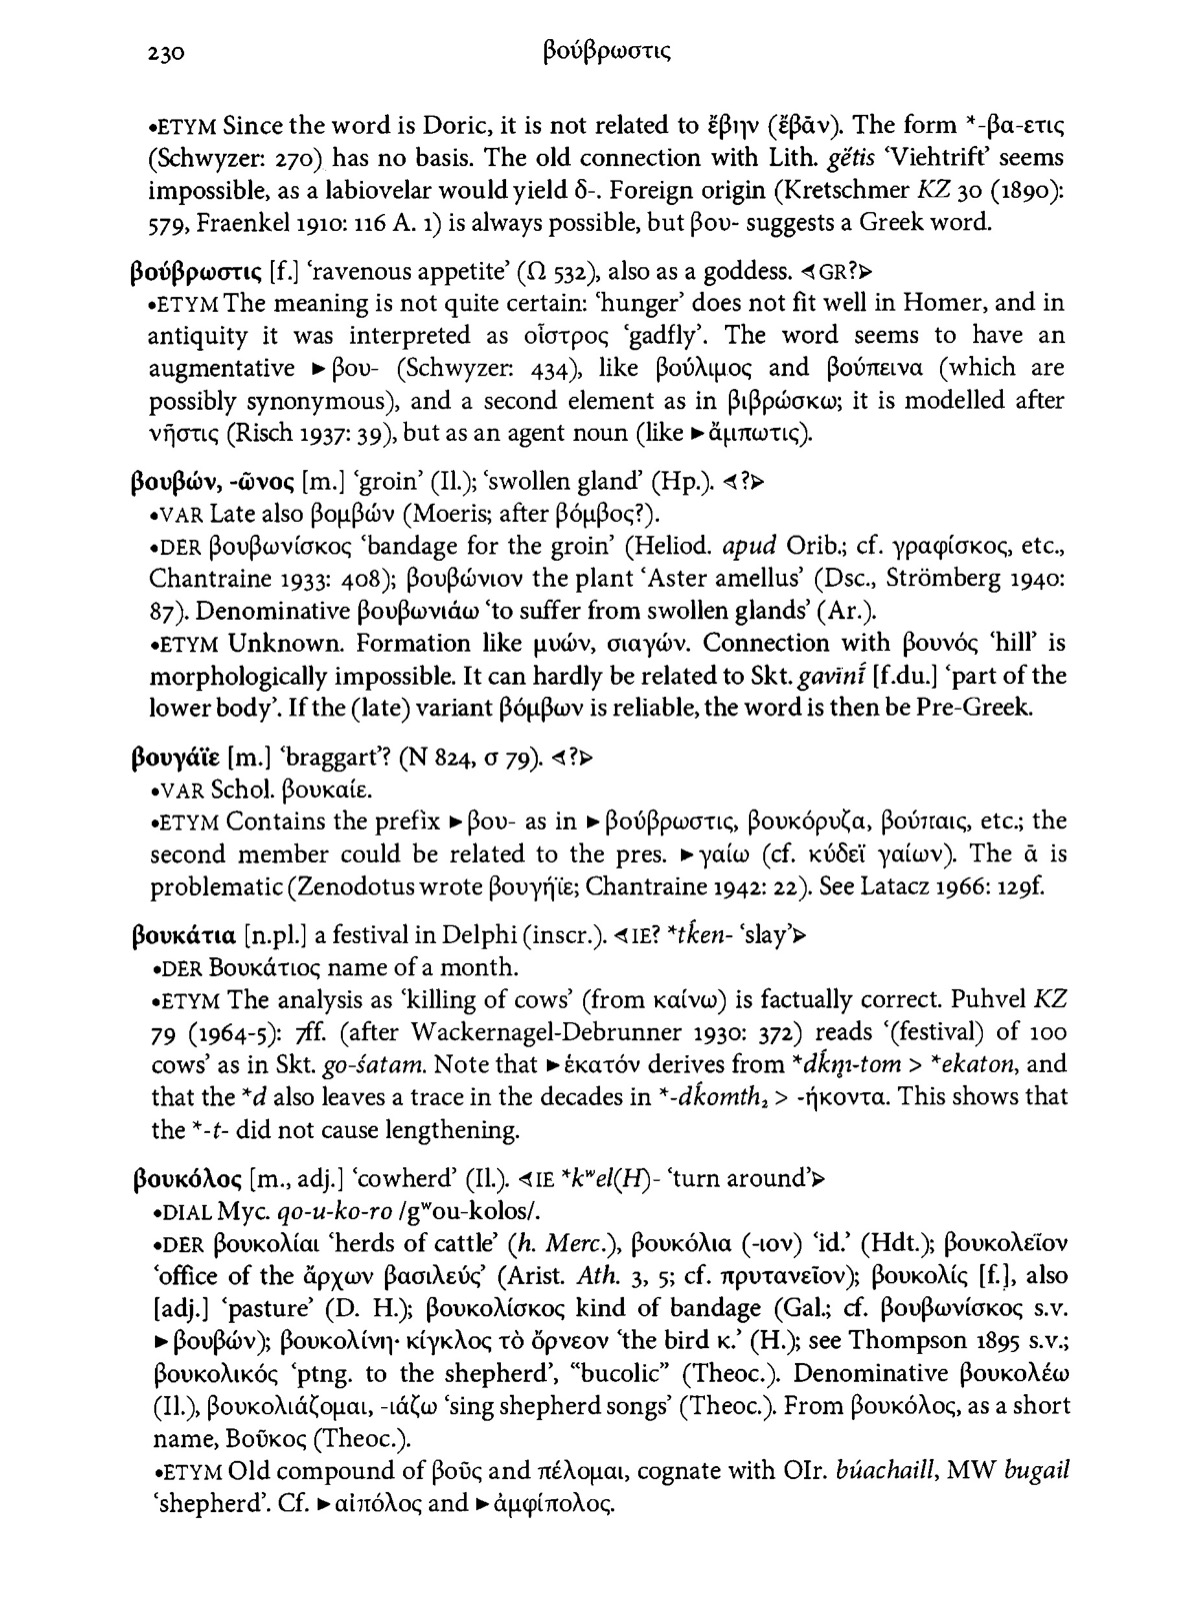 230 βούβρωστις
•ETYM Since the word is Doric, it is not related to ἔβην (ἔβᾱν). The form *-βα-ετις
(Schwyzer: 270) has no basis. The old connection with Lith. gẽtis ‘Viehtrift’ seems
impossible, as a labiovelar would yield δ-. Foreign origin (Kretschmer KZ 30 (1890):
579, Fraenkel 1910: 116 A. 1) is always possible, but βου- suggests a Greek word.
βούβρωστις [f.] ‘ravenous appetite’ (Ω 532), also as a goddess. ⋖GR?⋗
•ETYM The meaning is not quite certain: ‘hunger’ does not fit well in Homer, and in
antiquity it was interpreted as οἶστρος ‘gadfly’. The word seems to have an
augmentative ►βου- (Schwyzer: 434), like βούλιμος and βούπεινα (which are
possibly synonymous), and a second element as in βιβρώσκω; it is modelled after
νῆστις (Risch 1937: 39), but as an agent noun (like ►ἄμπωτις).
βουβών, -ῶνος [m.] ‘groin’ (Il.); ‘swollen gland’ (Hp.). ⋖?⋗
•VAR Late also βομβών (Moeris; after βόμβος?).
•DER βουβωνίσκος ‘bandage for the groin’ (Heliod. apud Orib.; cf. γραφίσκος, etc.,
Chantraine 1933: 408); βουβώνιον the plant ‘Aster amellus’ (Dsc., Strömberg 1940:
87). Denominative βουβωνιάω ‘to suffer from swollen glands’ (Ar.).
•ETYM Unknown. Formation like μυών, σιαγών. Connection with βουνός ‘hill’ is
morphologically impossible. It can hardly be related to Skt. gavīnī́ [f.du.] ‘part of the
lower body’. If the (late) variant βόμβων is reliable, the word is then be Pre-Greek.
βουγάϊε [m.] ‘braggart’? (N 824, σ 79). ⋖?⋗
•VAR Schol. βουκαίε.
•ETYM Contains the prefix ►βου- as in ►βούβρωστις, βουκόρυζα, βούπαις, etc.; the
second member could be related to the pres. ►γαίω (cf. κύδεϊ γαίων). The ᾱ is
problematic (Zenodotus wrote βουγήϊε; Chantraine 1942: 22). See Latacz 1966: 129f.
βουκάτια [n.pl.] a festival in Delphi (inscr.). ⋖IE? *tḱen- ‘slay’⋗
•DER Βουκάτιος name of a month.
•ETYM The analysis as ‘killing of cows’ (from καίνω) is factually correct. Puhvel KZ
79 (1964-5): 7ff. (after Wackernagel-Debrunner 1930: 372) reads ‘(festival) of 100
cows’ as in Skt. go-śatam. Note that ►ἑκατόν derives from *dḱm̥-tom > *ekaton, and
that the *d also leaves a trace in the decades in *-dḱomth₂ > -ήκοντα. This shows that
the *-t- did not cause lengthening.
βουκόλος [m., adj.] ‘cowherd’ (Il.). ⋖IE *kʷel(H)- ‘turn around’⋗
•DIAL Myc. qo-u-ko-ro /gʷou-kolos/.
•DER βουκολίαι ‘herds of cattle’ (h. Merc.), βουκόλια (-ιον) ‘id.’ (Hdt.); βουκολεῖον
‘office of the ἄρχων βασιλεύς’ (Arist. Ath. 3, 5; cf. πρυτανεῖον); βουκολίς [f.], also
[adj.] ‘pasture’ (D. H.); βουκολίσκος kind of bandage (Gal.; cf. βουβωνίσκος s.v.
►βουβών); βουκολίνη· κίγκλος τὸ ὄρνεον ‘the bird κ.’ (H.); see Thompson 1895 s.v.;
βουκολικός ‘ptng. to the shepherd’, “bucolic” (Theoc.). Denominative βουκολέω
(Il.), βουκολιάζομαι, -ιάζω ‘sing shepherd songs’ (Theoc.). From βουκόλος, as a short
name, Βοῦκος (Theoc.).
•ETYM Old compound of βοῦς and πέλομαι, cognate with OIr. búachaill, MW bugail
‘shepherd’. Cf. ►αἰπόλος and ►ἀμφίπολος.